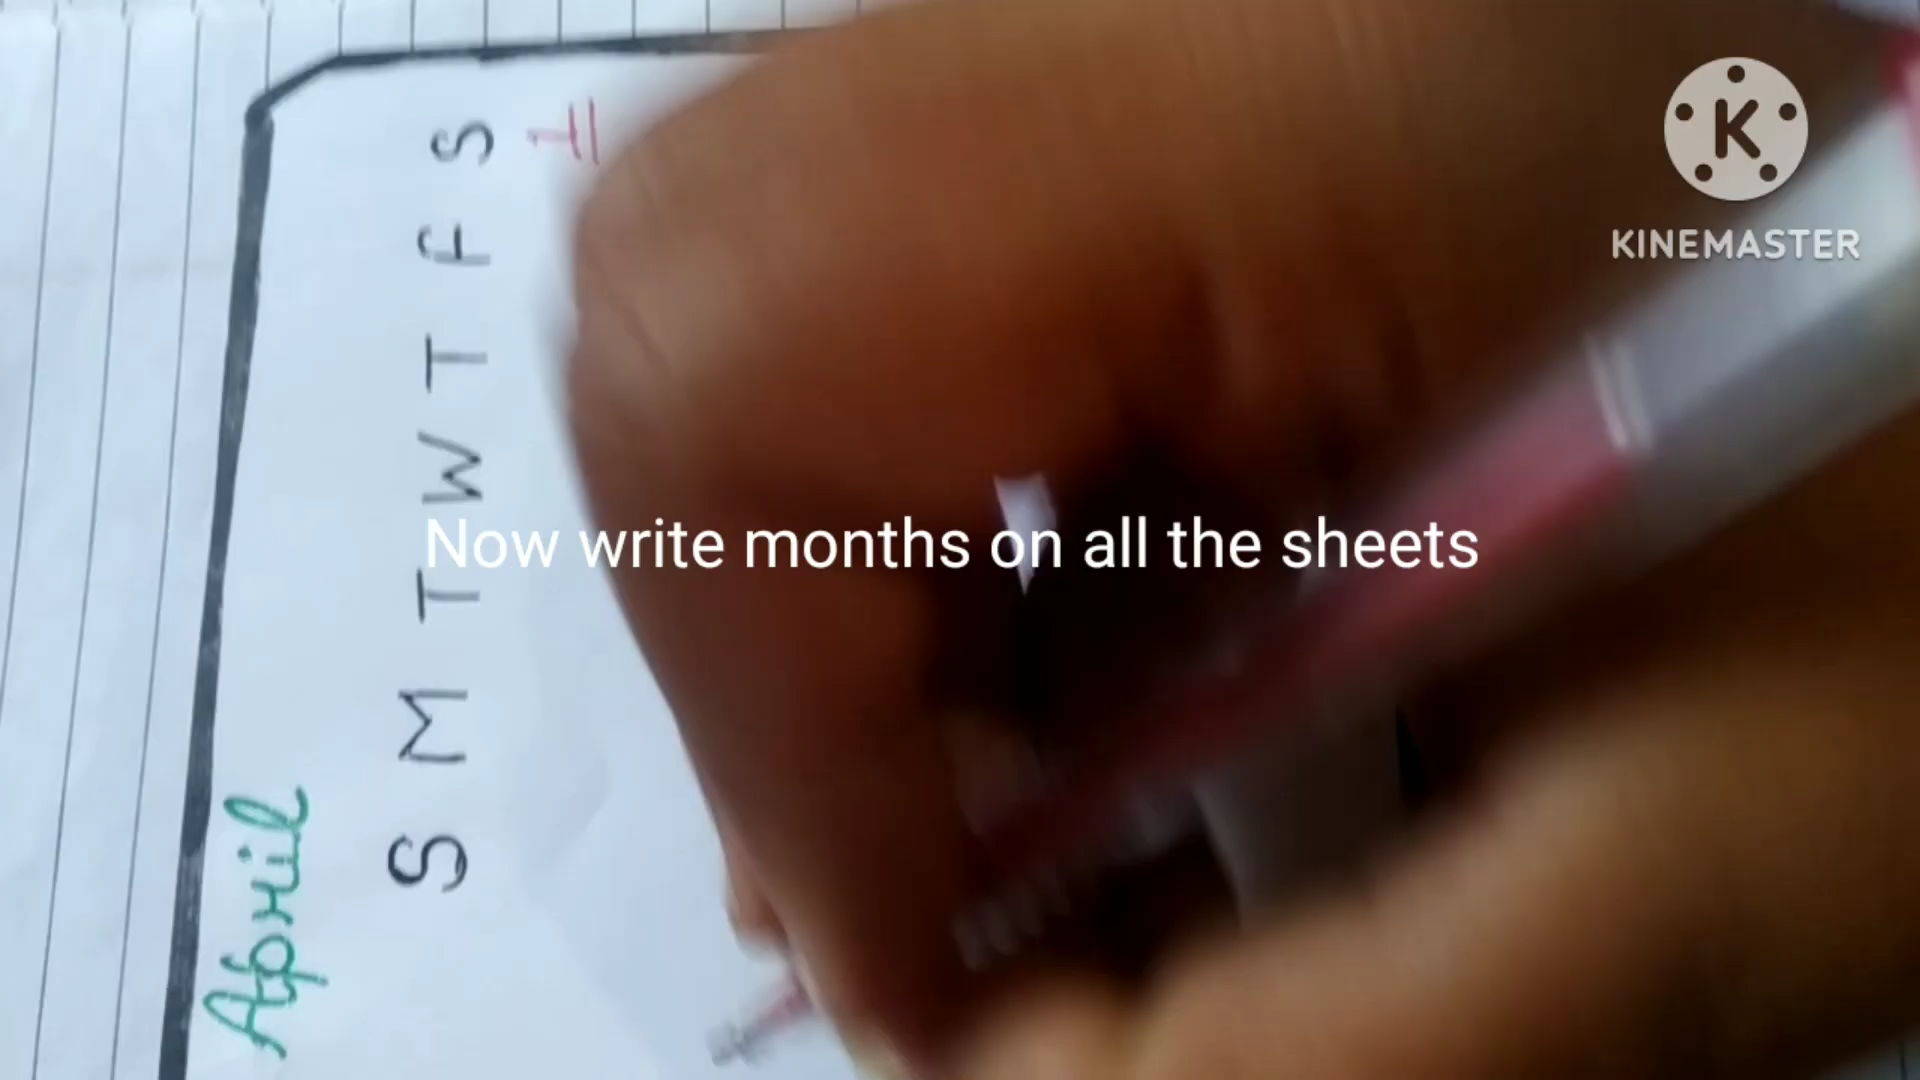 April
S M T W T F S
1
Now write months on all the sheets
K
KINEMASTER